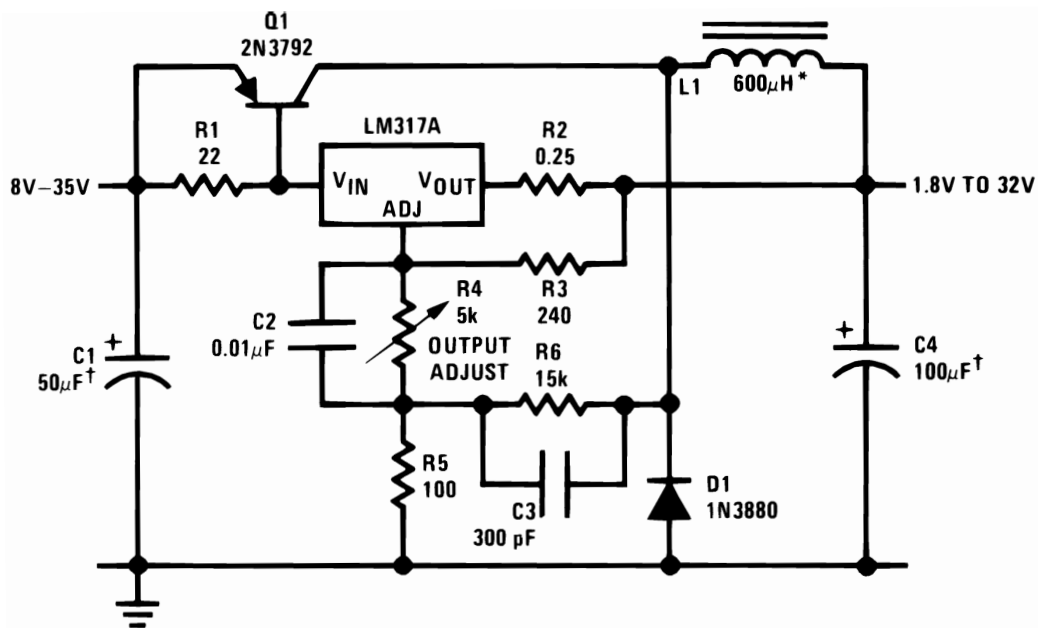 Q1
2N3792
L1
600μH*
R1
22
LM317A
R2
0.25
8V–35V
VIN
VOUT
ADJ
1.8V TO 32V
R4
5k
R3
240
C2
0.01μF
OUTPUT
ADJUST
R6
15k
+
C1
50μF†
+
C4
100μF†
R5
100
C3
300 pF
D1
1N3880